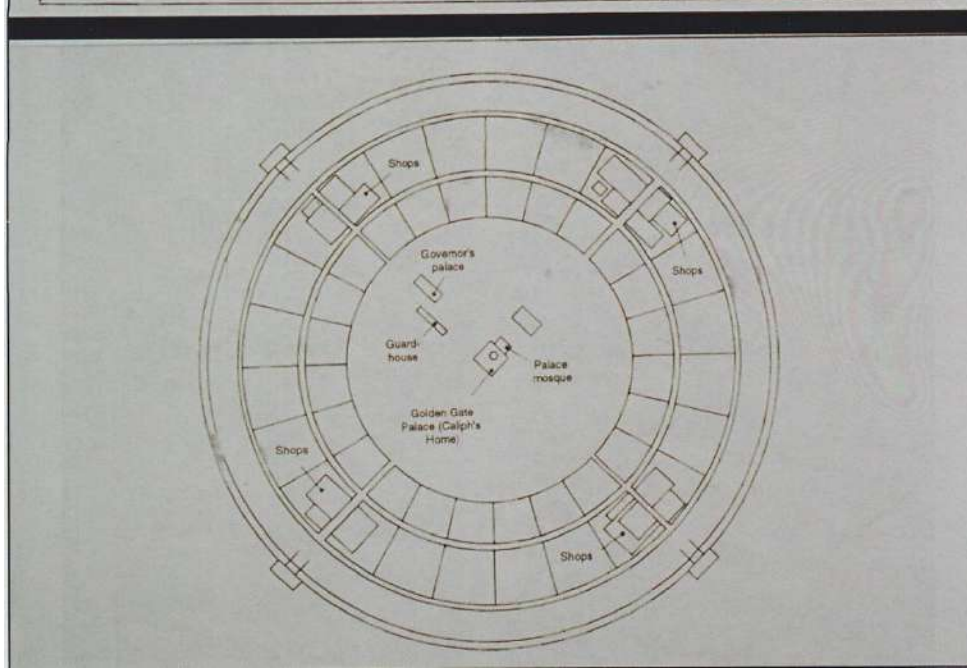 Shops
Governor's
palace
Shops
Guard-
house
Palace
mosque
Golden Gate
Palace (Caliph's
Home)
Shops
Shops